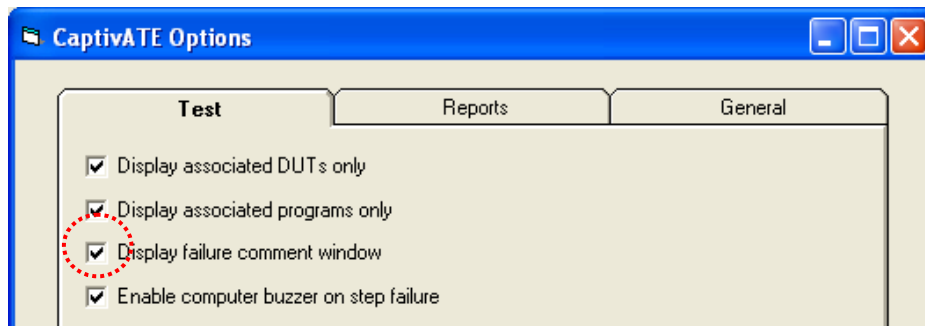 CaptivATE Options
Test Reports General
Display associated DUTs only
Display associated programs only
Display failure comment window
Enable computer buzzer on step failure